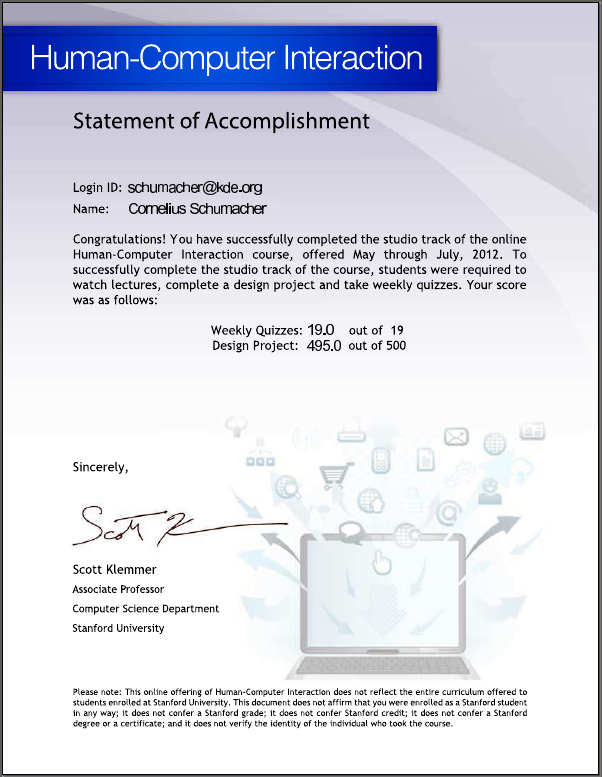 Human-Computer Interaction
Statement of Accomplishment
Login ID: schumacher@kde.org
Name: Cornelius Schumacher
Congratulations! You have successfully completed the studio track of the online
Human-Computer Interaction course, offered May through July, 2012. To
successfully complete the studio track of the course, students were required to
watch lectures, complete a design project and take weekly quizzes. Your score
was as follows:
Weekly Quizzes: 19.0 out of 19
Design Project: 495.0 out of 500
Sincerely,
Scott K
Scott Klemmer
Associate Professor
Computer Science Department
Stanford University
Please note: This online offering of Human-Computer Interaction does not reflect the entire curriculum offered to
students enrolled at Stanford University. This document does not affirm that you were enrolled as a Stanford student
in any way; it does not confer a Stanford grade; it does not confer Stanford credit; it does not confer a Stanford
degree or a certificate; and it does not verify the identity of the individual who took the course.